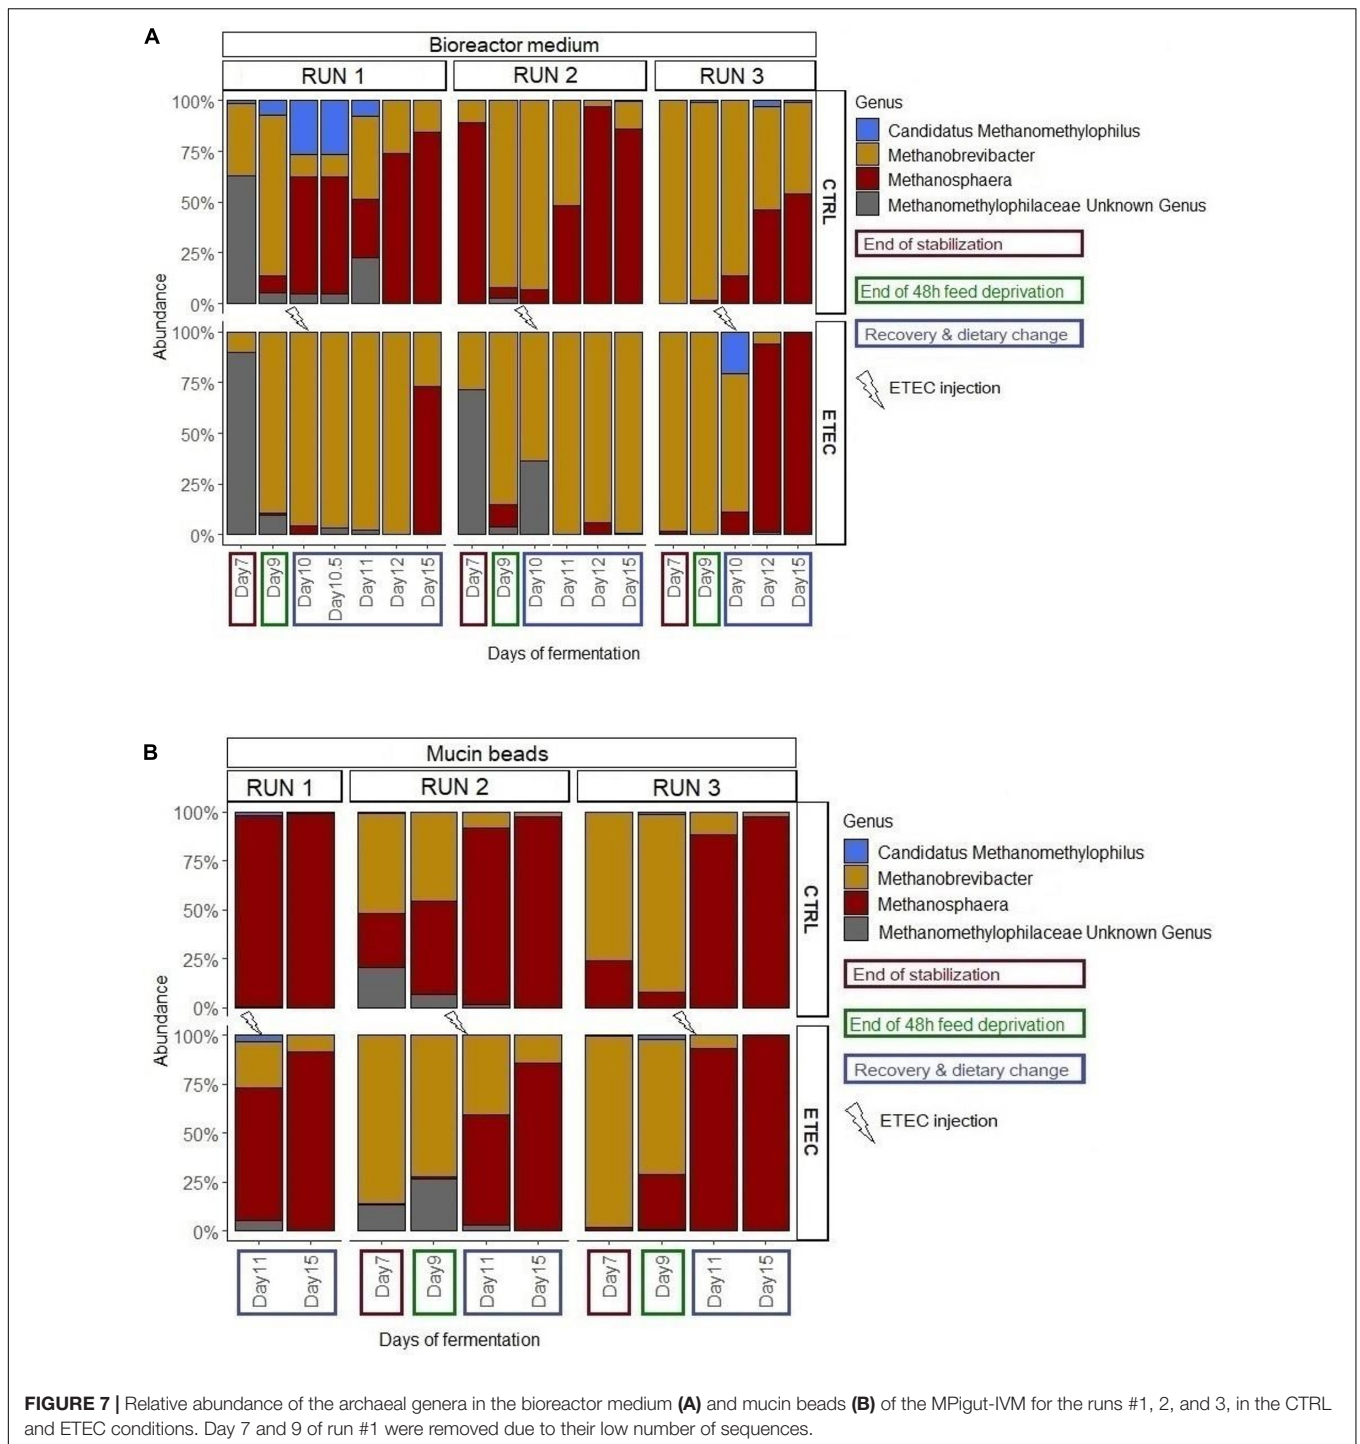 A
Bioreactor medium
RUN 1 RUN 2 RUN 3
100%
75%
50%
25%
0%
CTRL
100%
75%
50%
25%
0%
ETEC
Abundance
Day7 Day9 Day10 Day10.5 Day11 Day12 Day15 Day7 Day9 Day10 Day11 Day12 Day15 Day7 Day9 Day10 Day12 Day15
Days of fermentation
Genus
Candidatus Methanomethylophilus
Methanobrevibacter
Methanosphaera
Methanomethylophilaceae Unknown Genus
End of stabilization
End of 48h feed deprivation
Recovery & dietary change
ETEC injection
B
Mucin beads
RUN 1 RUN 2 RUN 3
100%
75%
50%
25%
0%
CTRL
100%
75%
50%
25%
0%
ETEC
Abundance
Day11 Day15 Day7 Day9 Day11 Day15 Day7 Day9 Day11 Day15
Days of fermentation
Genus
Candidatus Methanomethylophilus
Methanobrevibacter
Methanosphaera
Methanomethylophilaceae Unknown Genus
End of stabilization
End of 48h feed deprivation
Recovery & dietary change
ETEC injection
FIGURE 7 | Relative abundance of the archaeal genera in the bioreactor medium (A) and mucin beads (B) of the MPigut-IVM for the runs #1, 2, and 3, in the CTRL
and ETEC conditions. Day 7 and 9 of run #1 were removed due to their low number of sequences.